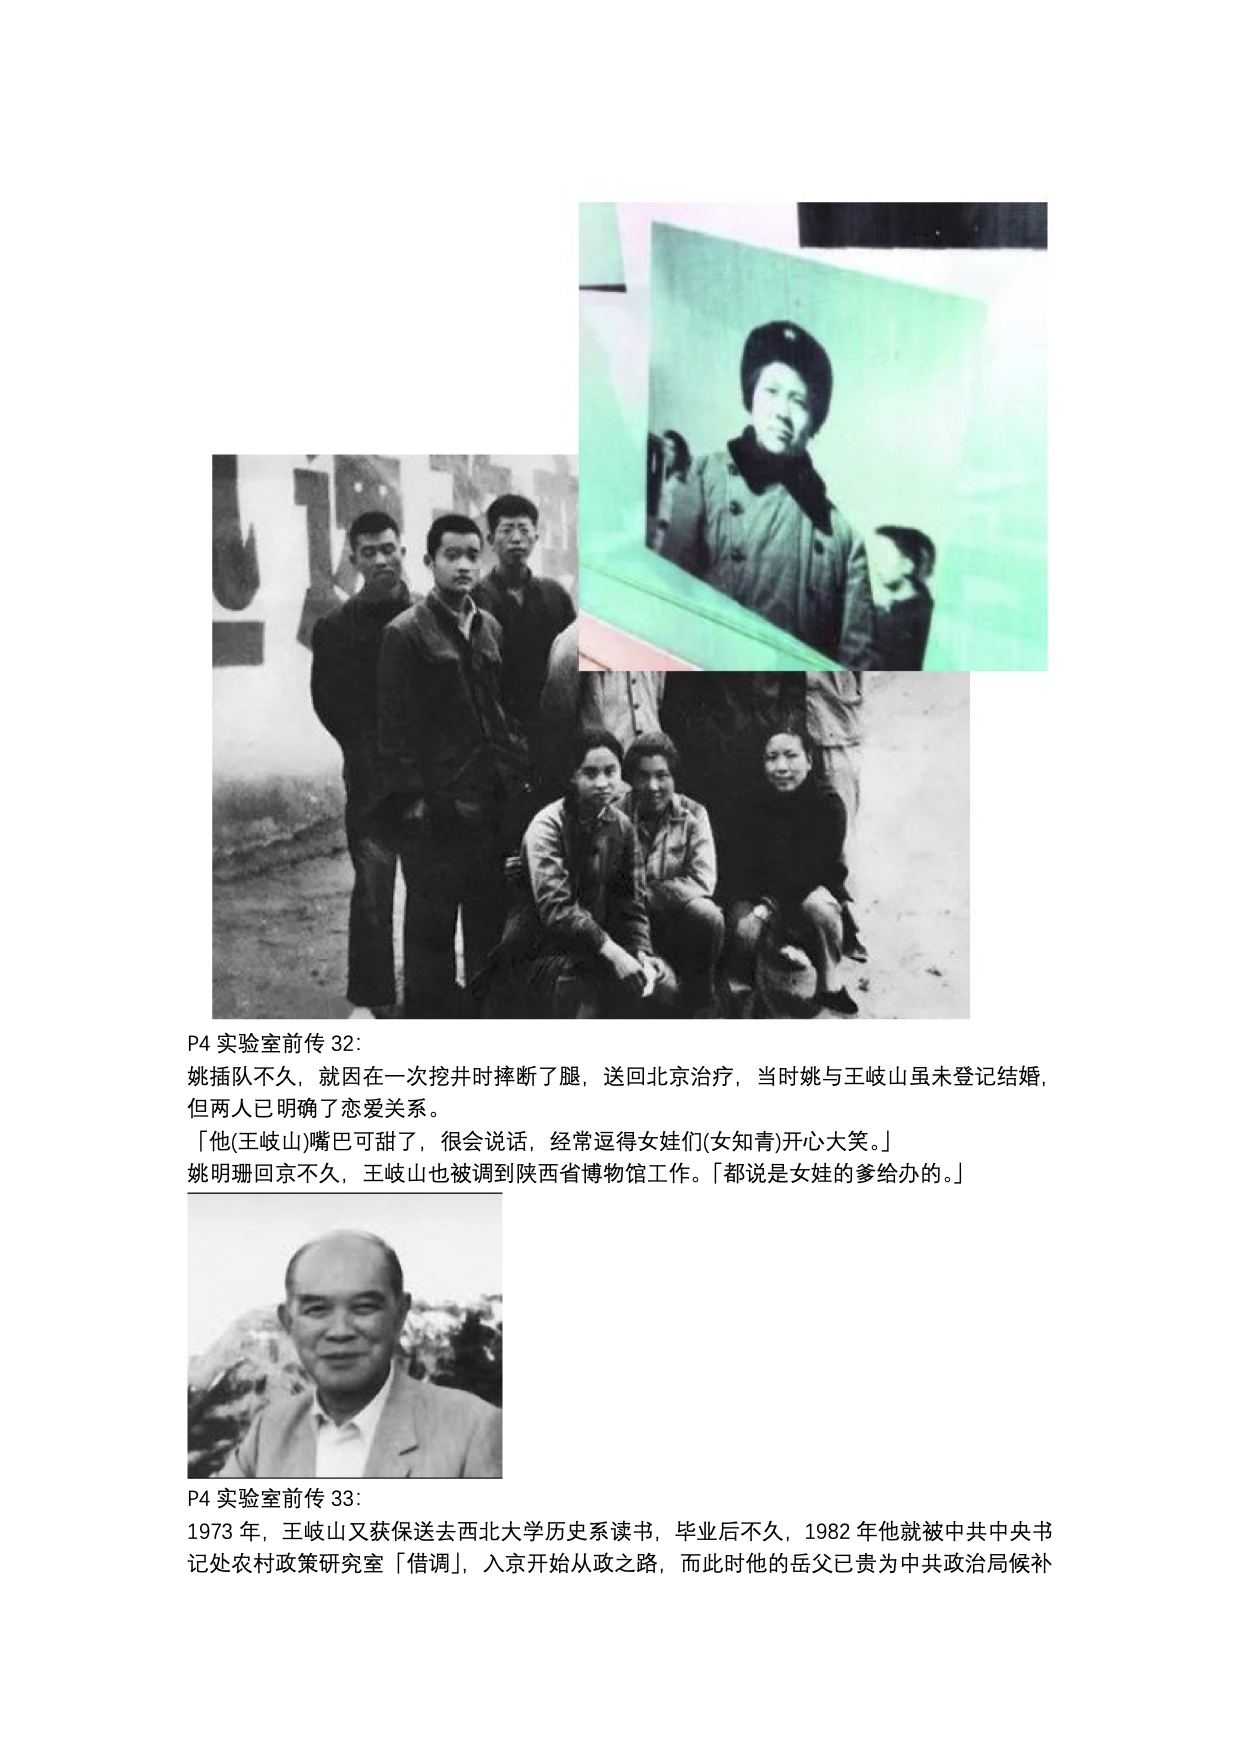 P4 实验室前传 32：
姚插队不久，就因在一次挖井时摔断了腿，送回北京治疗，当时姚与王岐山虽未登记结婚，
但两人已明确了恋爱关系。
「他(王岐山)嘴巴可甜了，很会说话，经常逗得女娃们(女知青)开心大笑。」
姚明珊回京不久，王岐山也被调到陕西省博物馆工作。「都说是女娃的爹给办的。」
P4 实验室前传 33：
1973 年，王岐山又获保送去西北大学历史系读书，毕业后不久，1982 年他就被中共中央书
记处农村政策研究室「借调」，入京开始从政之路，而此时他的岳父已贵为中共政治局候补